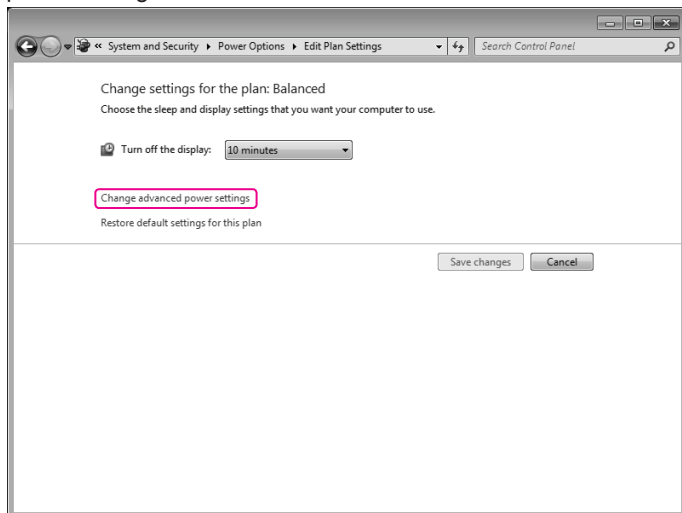 « System and Security ▸ Power Options ▸ Edit Plan Settings
Search Control Panel
Change settings for the plan: Balanced
Choose the sleep and display settings that you want your computer to use.
Turn off the display: 10 minutes
Change advanced power settings
Restore default settings for this plan
Save changes Cancel